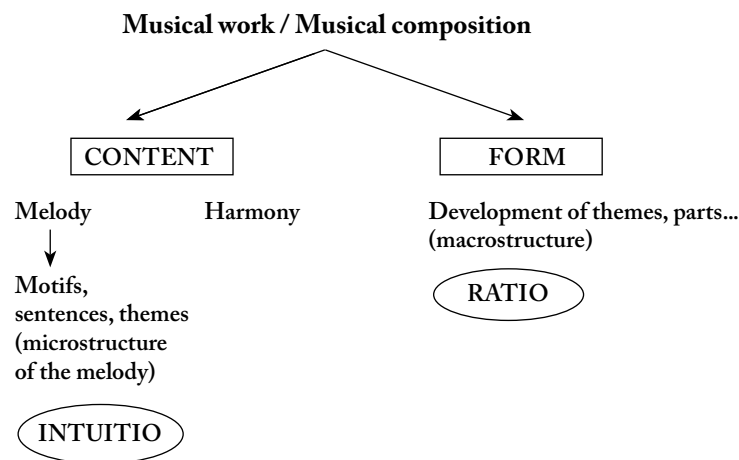 Musical work / Musical composition
CONTENT
FORM
Melody
Harmony
Development of themes, parts...
(macrostructure)
RATIO
Motifs,
sentences, themes
(microstructure
of the melody)
INTUITIO